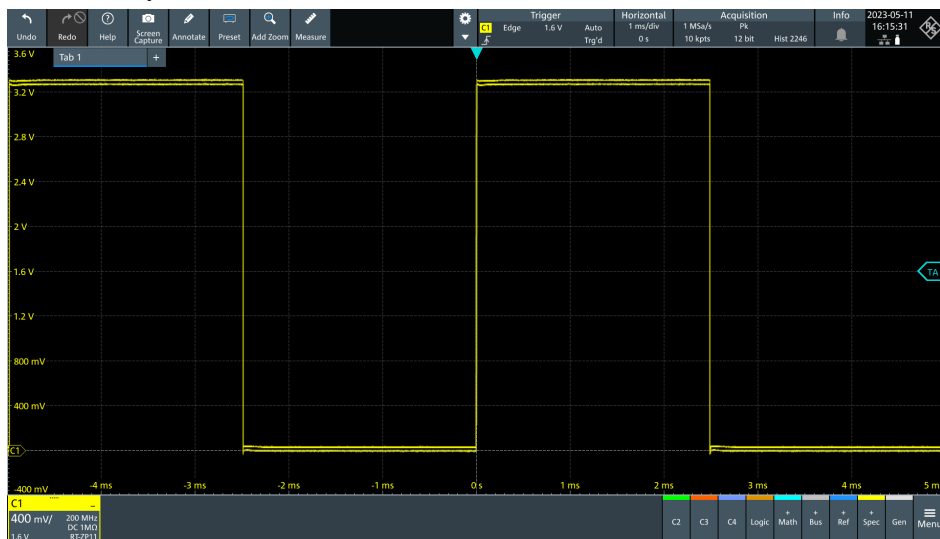 Undo
Redo
Help
Screen
Capture
Annotate
Preset
Add Zoom
Measure
Trigger
C1 Edge 1.6 V Auto
Trg'd
Horizontal
1 ms/div
0 s
Acquisition
1 MSa/s Pk
10 kpts 12 bit Hist 2246
Info
2023-05-11
16:15:31
R&S
Tab 1 +
3.6 V
3.2 V
2.8 V
2.4 V
2 V
1.6 V
TA
1.2 V
800 mV
400 mV
C1
-400 mV
-4 ms -3 ms -2 ms -1 ms 0 s 1 ms 2 ms 3 ms 4 ms 5 m
C1
400 mV/ 200 MHz
DC 1MΩ
1.6 V RT-ZP11
C2
C3
C4
Logic
+
Math
+
Bus
+
Ref
+
Spec
Gen
Menu